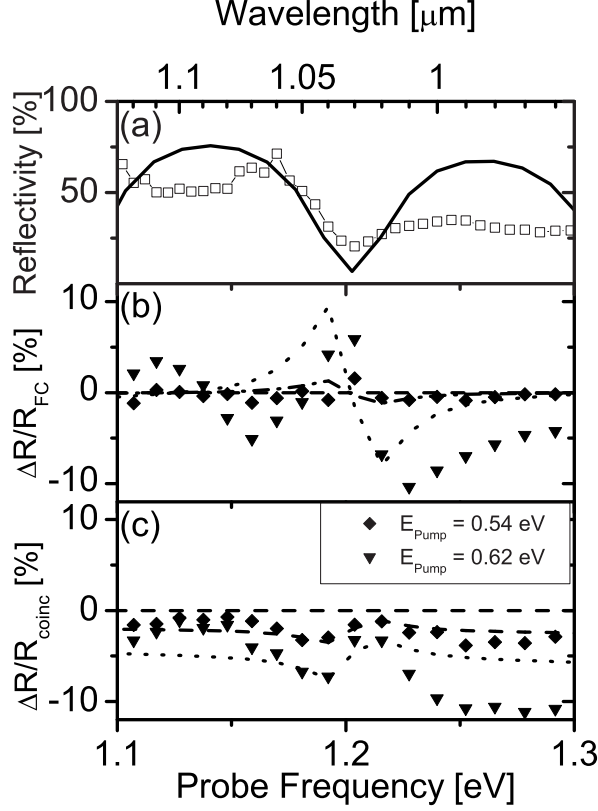 Wavelength [μm]
1.1 1.05 1
100
50
Reflectivity [%]
(a)
10
0
-10
ΔR/R_FC [%]
(b)
10
0
-10
ΔR/R_coinc [%]
(c)
E_Pump = 0.54 eV
E_Pump = 0.62 eV
1.1 1.2 1.3
Probe Frequency [eV]